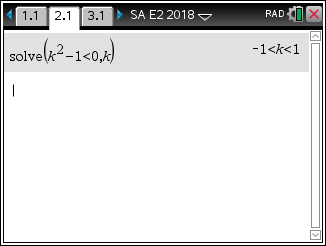 1.1 2.1 3.1 SA E2 2018 RAD
solve(k²−1<0,k) −1<k<1